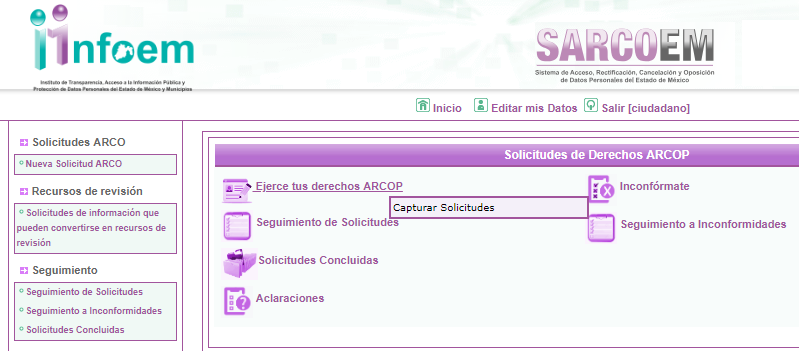 infoem
Instituto de Transparencia, Acceso a la Información Pública y
Protección de Datos Personales del Estado de México y Municipios
SARCOEM
Sistema de Acceso, Rectificación, Cancelación y Oposición
de Datos Personales del Estado de México
Inicio Editar mis Datos Salir [ciudadano]
Solicitudes ARCO
Nueva Solicitud ARCO
Recursos de revisión
Solicitudes de información que
pueden convertirse en recursos de
revisión
Seguimiento
Seguimiento de Solicitudes
Seguimiento a Inconformidades
Solicitudes Concluidas
Solicitudes de Derechos ARCOP
Ejerce tus derechos ARCOP
Capturar Solicitudes
Seguimiento de Solicitudes
Solicitudes Concluidas
Aclaraciones
Inconfórmate
Seguimiento a Inconformidades